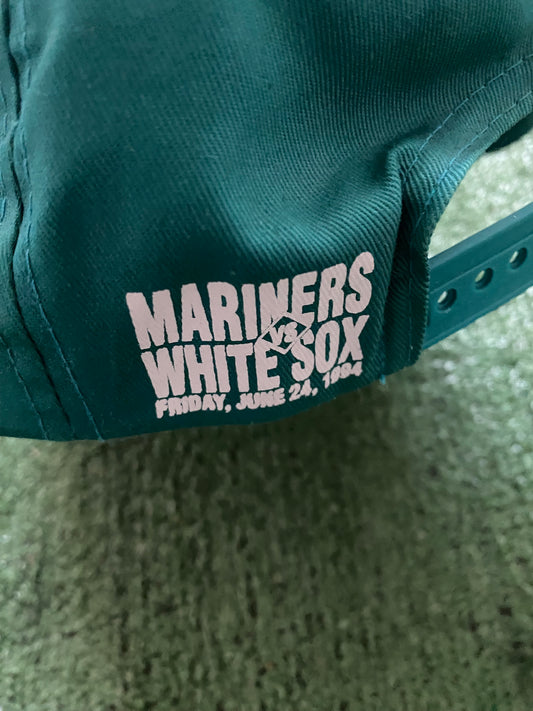 MARINERS
VS.
WHITE SOX
FRIDAY, JUNE 24, 1994